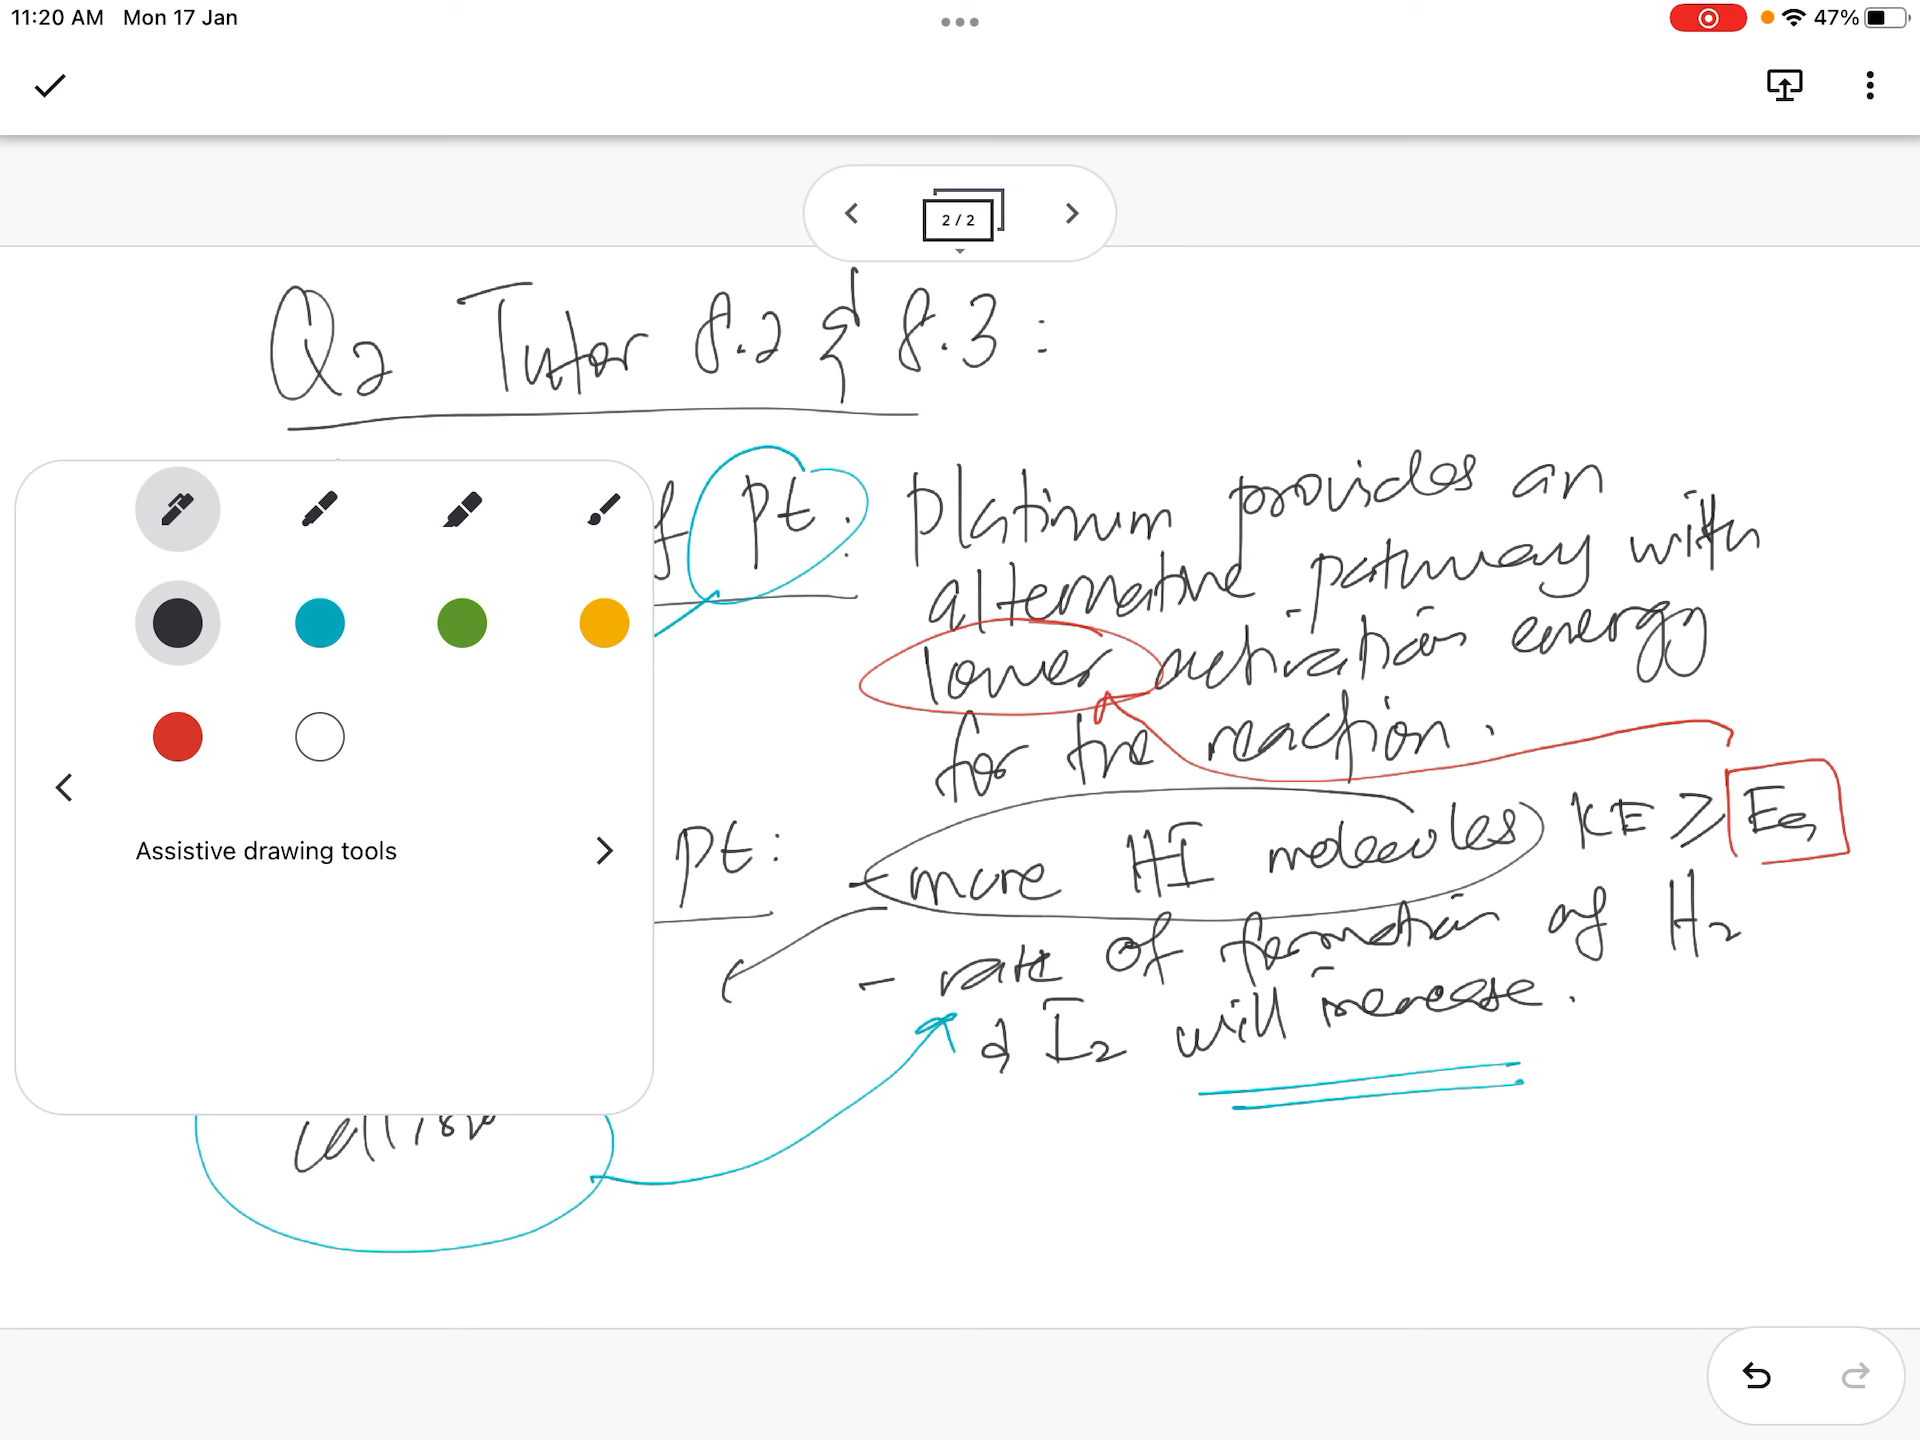 11:20 AM Mon 17 Jan
47%
2 / 2
Q2 Tutor 8.2 & 8.3 :
f Pt : Platinum provides an
alternative pathway with
lower activation energy
for the reaction.
Pt : - more HI molecules KE ≥ Ea
- rate of formation of H2
& I2 will increase.
Assistive drawing tools
collision